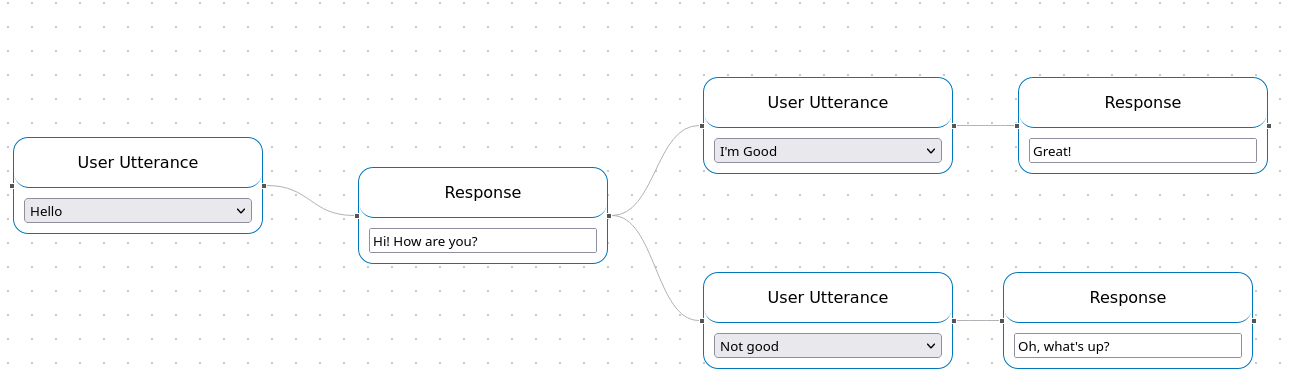 User Utterance
Hello
Response
Hi! How are you?
User Utterance
I'm Good
Response
Great!
User Utterance
Not good
Response
Oh, what's up?